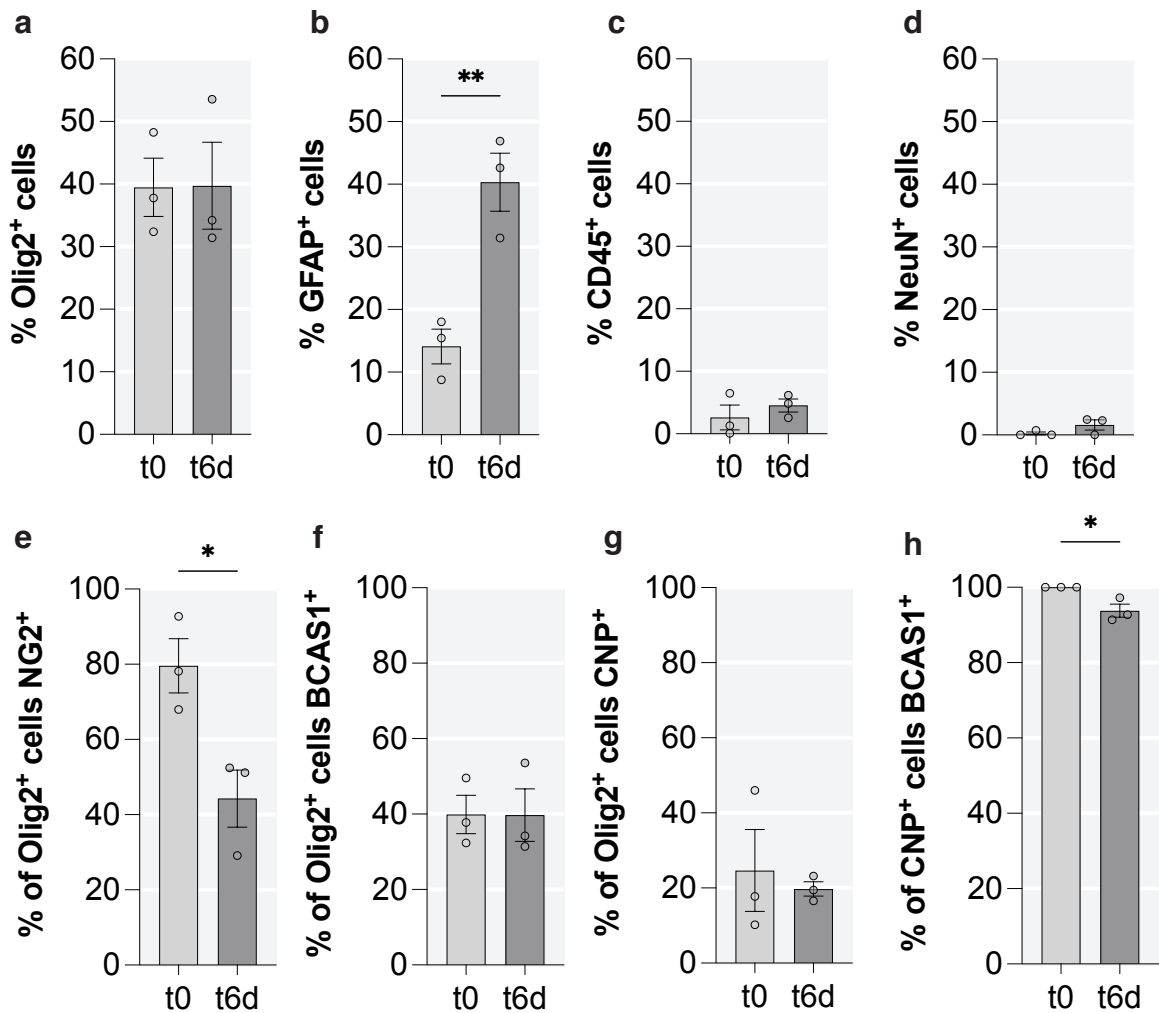 a
% Olig2⁺ cells
60
50
40
30
20
10
0
t0 t6d
b
% GFAP⁺ cells
60
50
40
30
20
10
0
**
t0 t6d
c
% CD45⁺ cells
60
50
40
30
20
10
0
t0 t6d
d
% NeuN⁺ cells
60
50
40
30
20
10
0
t0 t6d
e
% of Olig2⁺ cells NG2⁺
100
80
60
40
20
0
*
t0 t6d
f
% of Olig2⁺ cells BCAS1⁺
100
80
60
40
20
0
t0 t6d
g
% of Olig2⁺ cells CNP⁺
100
80
60
40
20
0
t0 t6d
h
% of CNP⁺ cells BCAS1⁺
100
80
60
40
20
0
*
t0 t6d